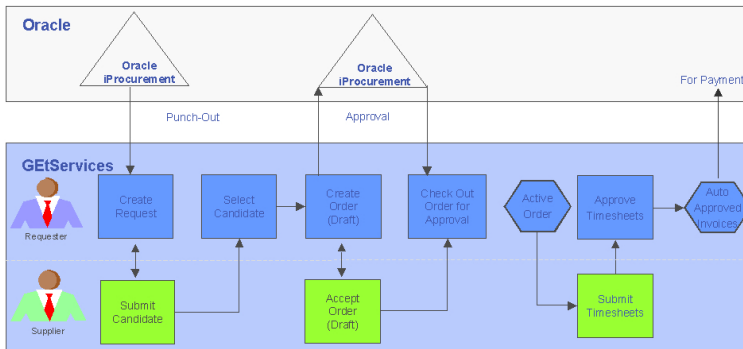 Oracle
Oracle
iProcurement
Oracle
iProcurement
Punch-Out
Approval
For Payment
GEtServices
Requester
Create
Request
Select
Candidate
Create
Order
(Draft)
Check Out
Order for
Approval
Active
Order
Approve
Timesheets
Auto
Approved
Invoices
Supplier
Submit
Candidate
Accept
Order
(Draft)
Submit
Timesheets